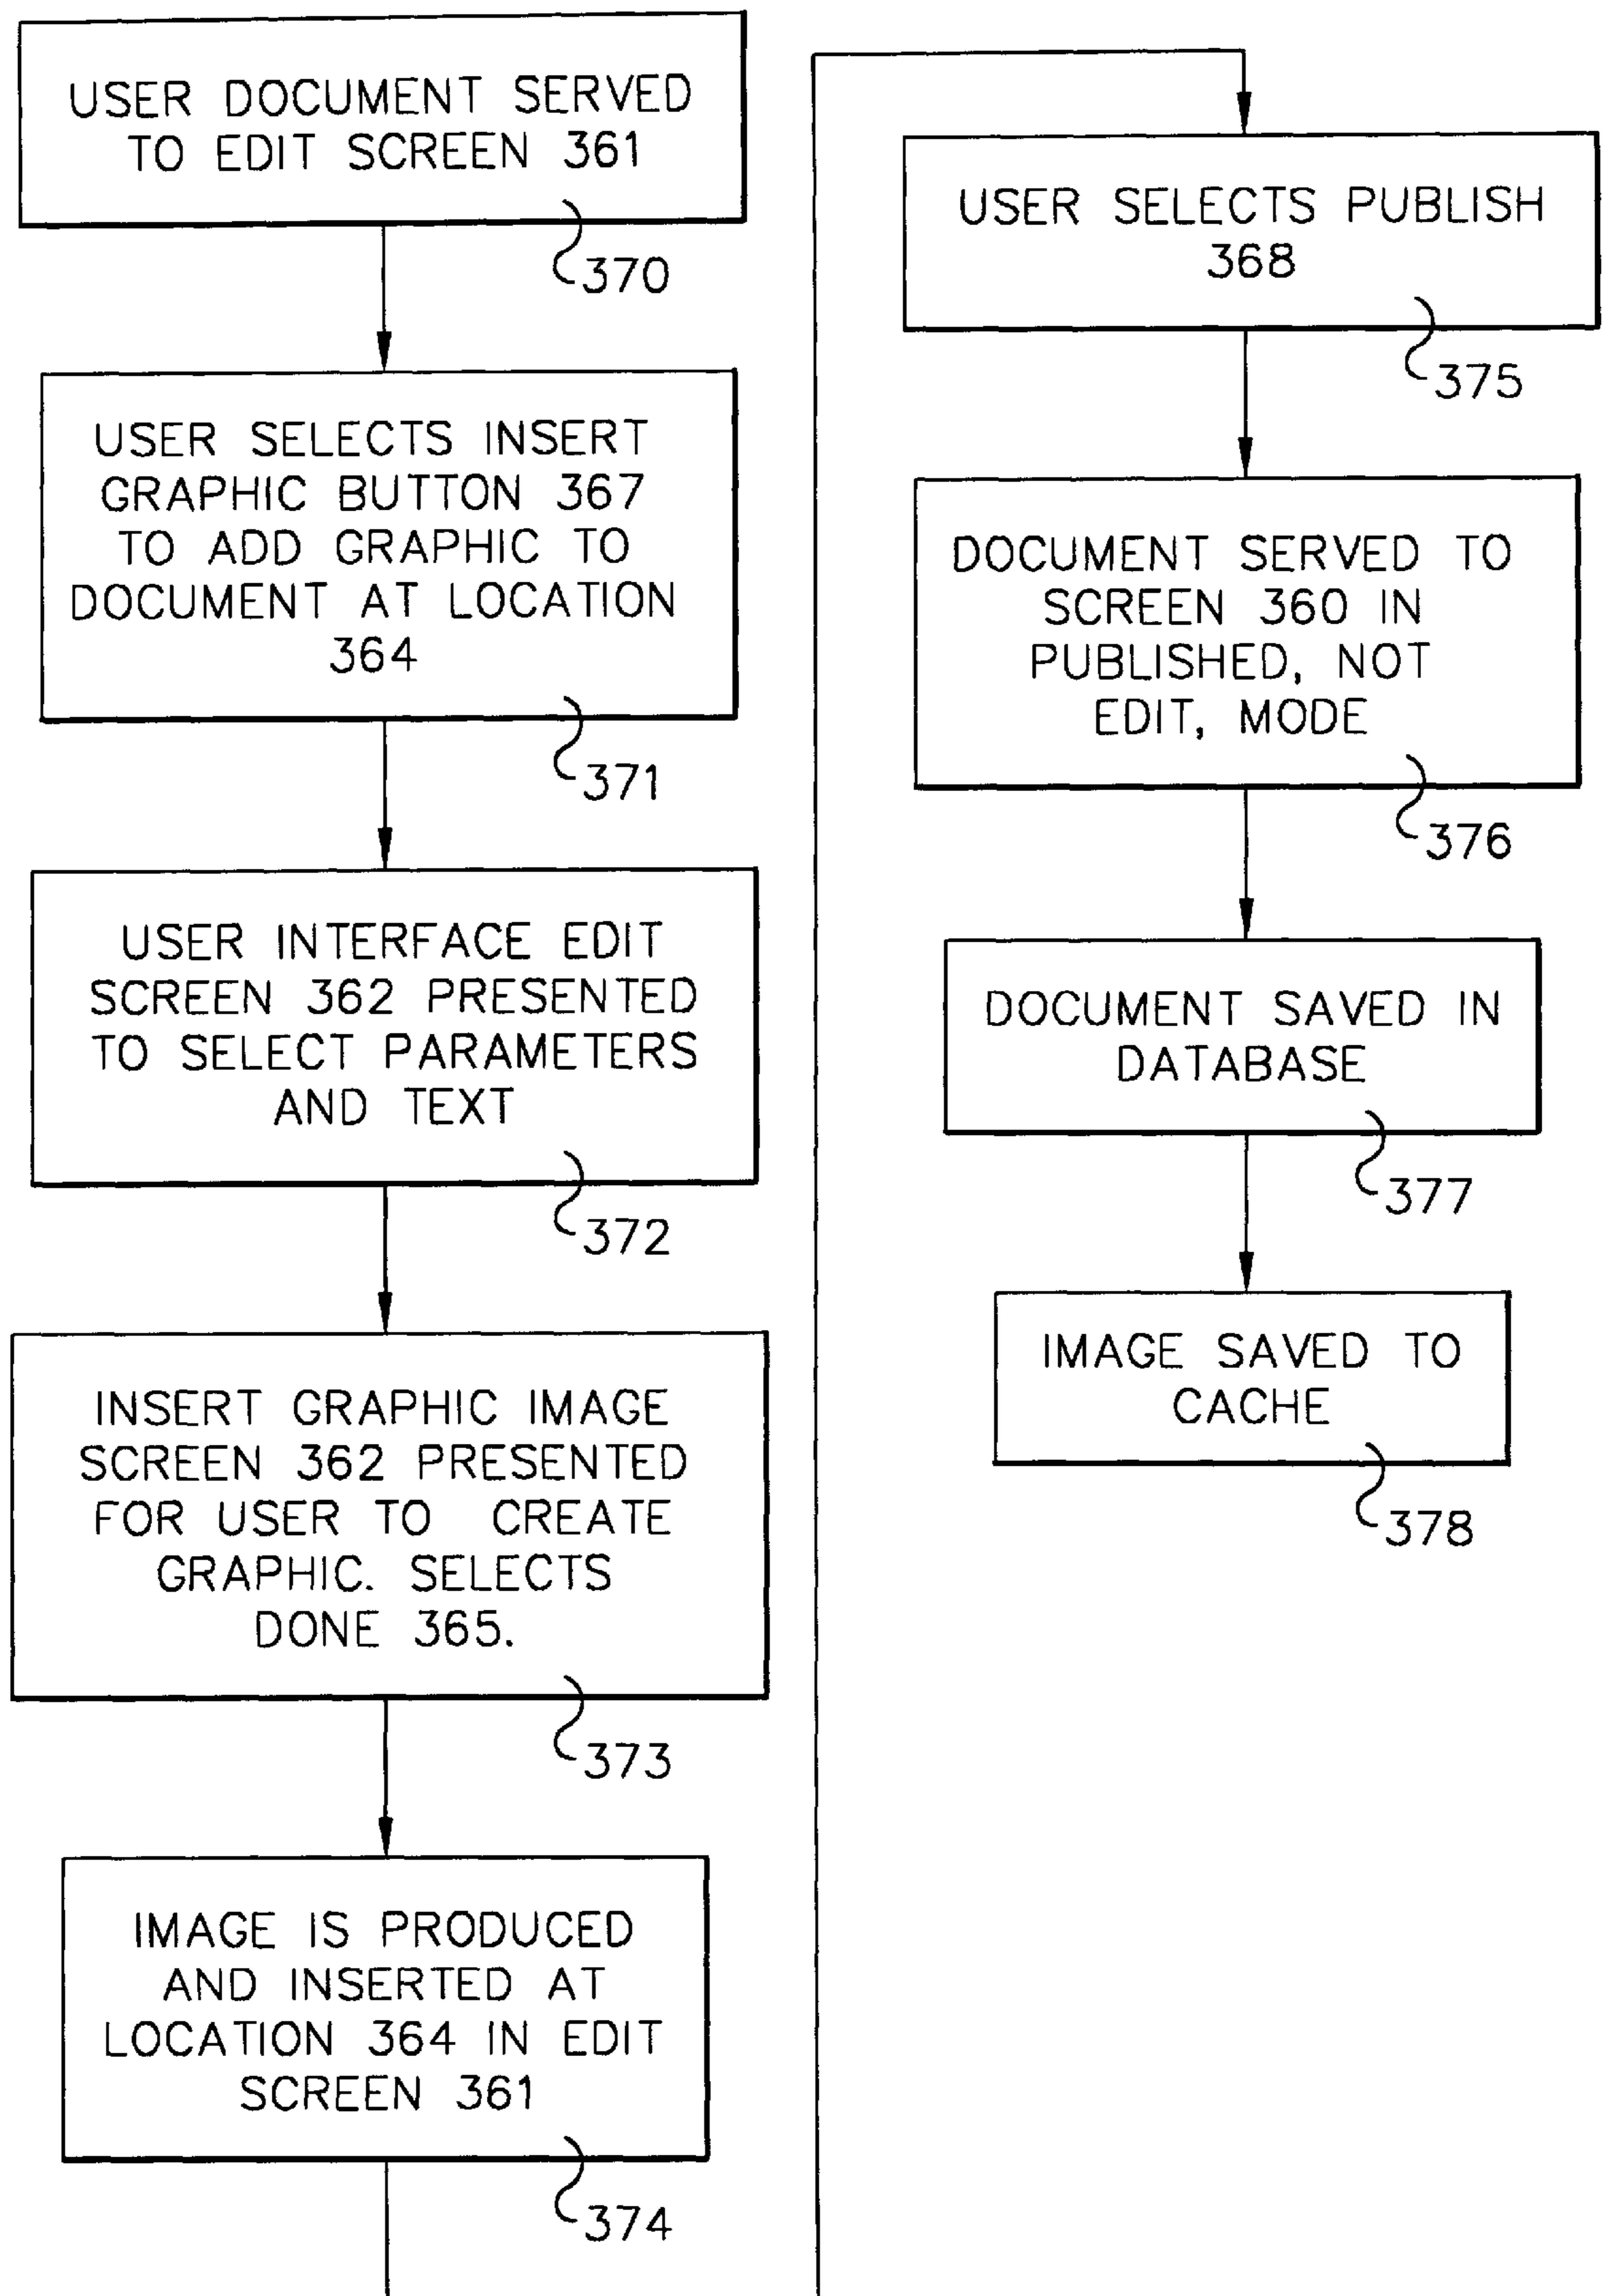 USER DOCUMENT SERVED
TO EDIT SCREEN 361
370
USER SELECTS INSERT
GRAPHIC BUTTON 367
TO ADD GRAPHIC TO
DOCUMENT AT LOCATION
364
371
USER INTERFACE EDIT
SCREEN 362 PRESENTED
TO SELECT PARAMETERS
AND TEXT
372
INSERT GRAPHIC IMAGE
SCREEN 362 PRESENTED
FOR USER TO CREATE
GRAPHIC. SELECTS
DONE 365.
373
IMAGE IS PRODUCED
AND INSERTED AT
LOCATION 364 IN EDIT
SCREEN 361
374
USER SELECTS PUBLISH
368
375
DOCUMENT SERVED TO
SCREEN 360 IN
PUBLISHED, NOT
EDIT, MODE
376
DOCUMENT SAVED IN
DATABASE
377
IMAGE SAVED TO
CACHE
378